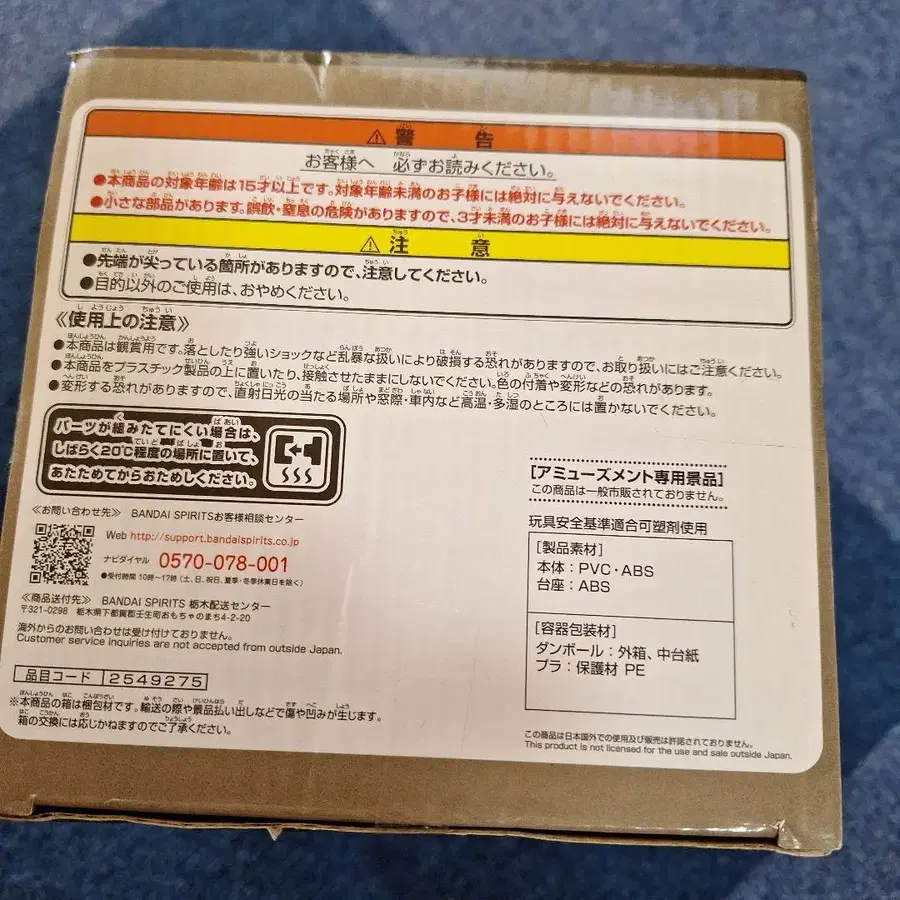 ⚠警告
お客様へ 必ずお読みください。
●本商品の対象年齢は15才以上です。対象年齢未満のお子様には絶対に与えないでください。
●小さな部品があります。誤飲・窒息の危険がありますので、3才未満のお子様には絶対に与えないでください。
⚠注意
●先端が尖っている箇所がありますので、注意してください。
●目的以外のご使用は、おやめください。
《使用上の注意》
●本商品は観賞用です。落としたり強いショックなど乱暴な扱いにより破損する恐れがありますので、お取り扱いにはご注意ください。
●本商品をプラスチック製品の上に置いたり、接触させたままにしないでください。色の付着や変形などの恐れがあります。
●変形する恐れがありますので、直射日光の当たる場所や窓際・車内など高温・多湿のところには置かないでください。
パーツが組みたてにくい場合は、
しばらく20℃程度の場所に置いて、
あたためてからおためしください。
[アミューズメント専用景品]
この商品は一般市販されておりません。
《お問い合わせ先》 BANDAI SPIRITSお客様相談センター
Web http://support.bandaispirits.co.jp
ナビダイヤル 0570-078-001
●受付時間 10時〜17時(土、日、祝日、夏季・冬季休業日を除く)
《商品送付先》 BANDAI SPIRITS 栃木配送センター
〒321-0298 栃木県下都賀郡壬生町おもちゃのまち4-2-20
海外からのお問い合わせは受け付けておりません。
Customer service inquiries are not accepted from outside Japan.
玩具安全基準適合可塑剤使用
[製品素材]
本体:PVC・ABS
台座:ABS
[容器包装材]
ダンボール:外箱、中台紙
プラ:保護材 PE
品目コード 2549275
※本商品の箱は梱包材です。輸送の際や景品払い出しなどで傷や凹みが生じます。
箱の交換には応じかねますのでご了承ください。
この商品は日本国外での使用及び販売は許諾されておりません。
This product is not licensed for the use and sale outside Japan.